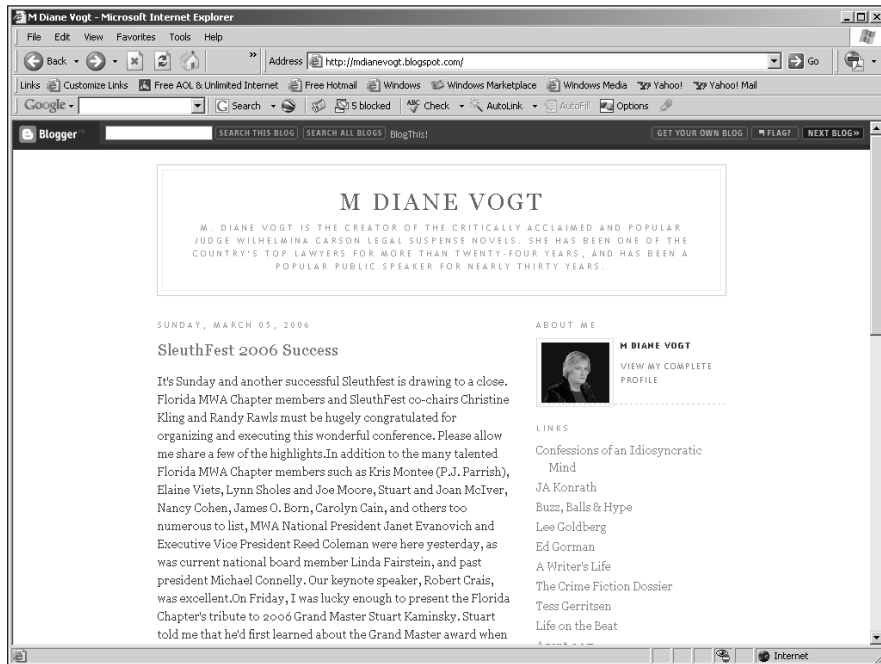 M Diane Vogt - Microsoft Internet Explorer
File Edit View Favorites Tools Help
Back » Address http://mdianevogt.blogspot.com/ Go
Links Customize Links Free AOL & Unlimited Internet Free Hotmail Windows Windows Marketplace Windows Media Yahoo! Yahoo! Mail
Google Search 5 blocked ABC Check AutoLink AutoFill Options
Blogger™ SEARCH THIS BLOG SEARCH ALL BLOGS BlogThis! GET YOUR OWN BLOG FLAG? NEXT BLOG»
M DIANE VOGT
M. DIANE VOGT IS THE CREATOR OF THE CRITICALLY ACCLAIMED AND POPULAR
JUDGE WILHELMINA CARSON LEGAL SUSPENSE NOVELS. SHE HAS BEEN ONE OF THE
COUNTRY'S TOP LAWYERS FOR MORE THAN TWENTY-FOUR YEARS, AND HAS BEEN A
POPULAR PUBLIC SPEAKER FOR NEARLY THIRTY YEARS.
SUNDAY, MARCH 05, 2006
SleuthFest 2006 Success
It's Sunday and another successful Sleuthfest is drawing to a close.
Florida MWA Chapter members and SleuthFest co-chairs Christine
Kling and Randy Rawls must be hugely congratulated for
organizing and executing this wonderful conference. Please allow
me share a few of the highlights.In addition to the many talented
Florida MWA Chapter members such as Kris Montee (P.J. Parrish),
Elaine Viets, Lynn Sholes and Joe Moore, Stuart and Joan McIver,
Nancy Cohen, James O. Born, Carolyn Cain, and others too
numerous to list, MWA National President Janet Evanovich and
Executive Vice President Reed Coleman were here yesterday, as
was current national board member Linda Fairstein, and past
president Michael Connelly. Our keynote speaker, Robert Crais,
was excellent.On Friday, I was lucky enough to present the Florida
Chapter's tribute to 2006 Grand Master Stuart Kaminsky. Stuart
told me that he'd first learned about the Grand Master award when
ABOUT ME
M DIANE VOGT
VIEW MY COMPLETE
PROFILE
LINKS
Confessions of an Idiosyncratic
Mind
JA Konrath
Buzz, Balls & Hype
Lee Goldberg
Ed Gorman
A Writer's Life
The Crime Fiction Dossier
Tess Gerritsen
Life on the Beat
Internet